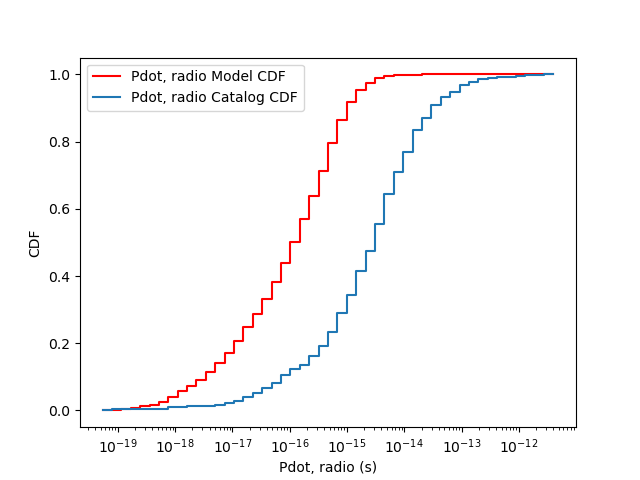 Pdot, radio Model CDF
Pdot, radio Catalog CDF
1.0
0.8
0.6
0.4
0.2
0.0
CDF
10⁻¹⁹ 10⁻¹⁸ 10⁻¹⁷ 10⁻¹⁶ 10⁻¹⁵ 10⁻¹⁴ 10⁻¹³ 10⁻¹²
Pdot, radio (s)